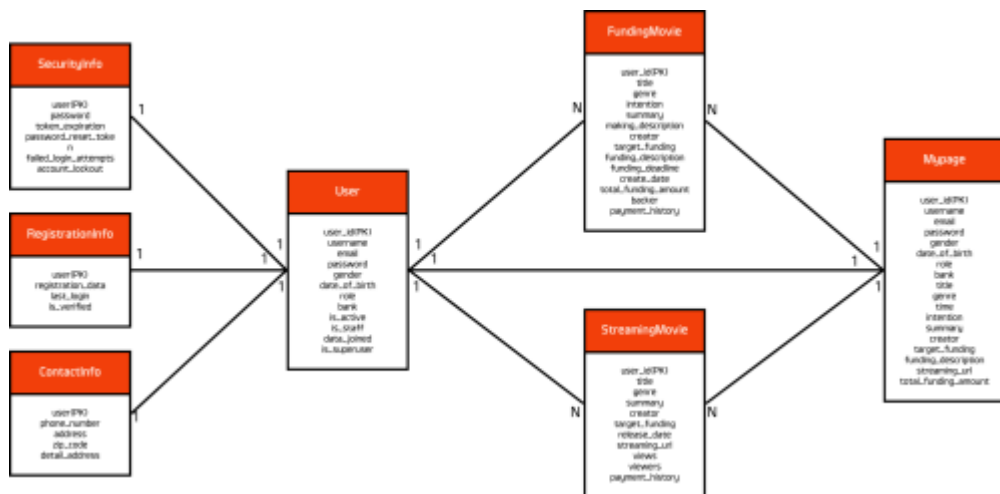 SecurityInfo
user(PK)
password
token_expiration
password_reset_toke
n
failed_login_attempts
account_lockout
1
RegistrationInfo
user(PK)
registration_data
last_login
is_verified
1
ContactInfo
user(PK)
phone_number
address
zip_code
detail_address
1
User
user_id(PK)
username
email
password
gender
date_of_birth
role
bank
is_active
is_staff
data_joined
is_superuser
1
1
1
1
1
1
FundingMovie
user_id(PK)
title
genre
intention
summary
making_description
creator
target_funding
funding_description
funding_deadline
create_date
total_funding_amount
backer
payment_history
N
N
StreamingMovie
user_id(PK)
title
genre
summary
creator
target_funding
release_date
streaming_url
views
viewers
payment_history
N
N
Mypage
user_id(PK)
username
email
password
gender
date_of_birth
role
bank
title
genre
time
intention
summary
creator
target_funding
funding_description
streaming_url
total_funding_amount
1
1
1